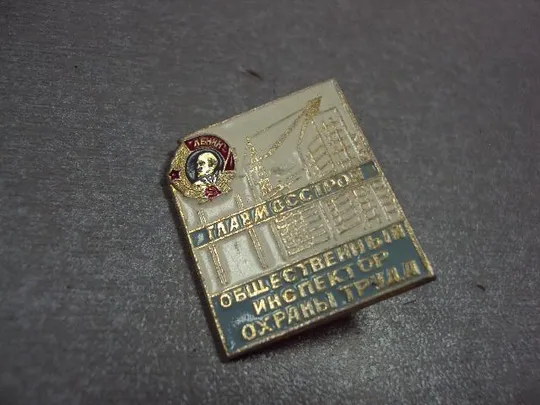 ЛЕНИН
ГЛАВМОССТРОЙ
ОБЩЕСТВЕННЫЙ
ИНСПЕКТОР
ОХРАНЫ ТРУДА